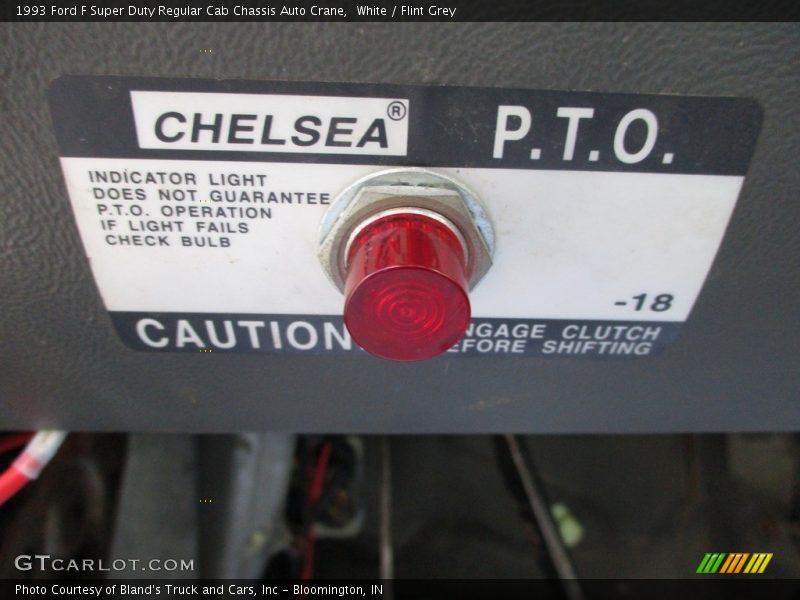 1993 Ford F Super Duty Regular Cab Chassis Auto Crane, White / Flint Grey
CHELSEA®
P.T.O.
INDICATOR LIGHT
DOES NOT GUARANTEE
P.T.O. OPERATION
IF LIGHT FAILS
CHECK BULB
-18
CAUTION
NGAGE CLUTCH
EFORE SHIFTING
GTCARLOT.COM
Photo Courtesy of Bland's Truck and Cars, Inc - Bloomington, IN